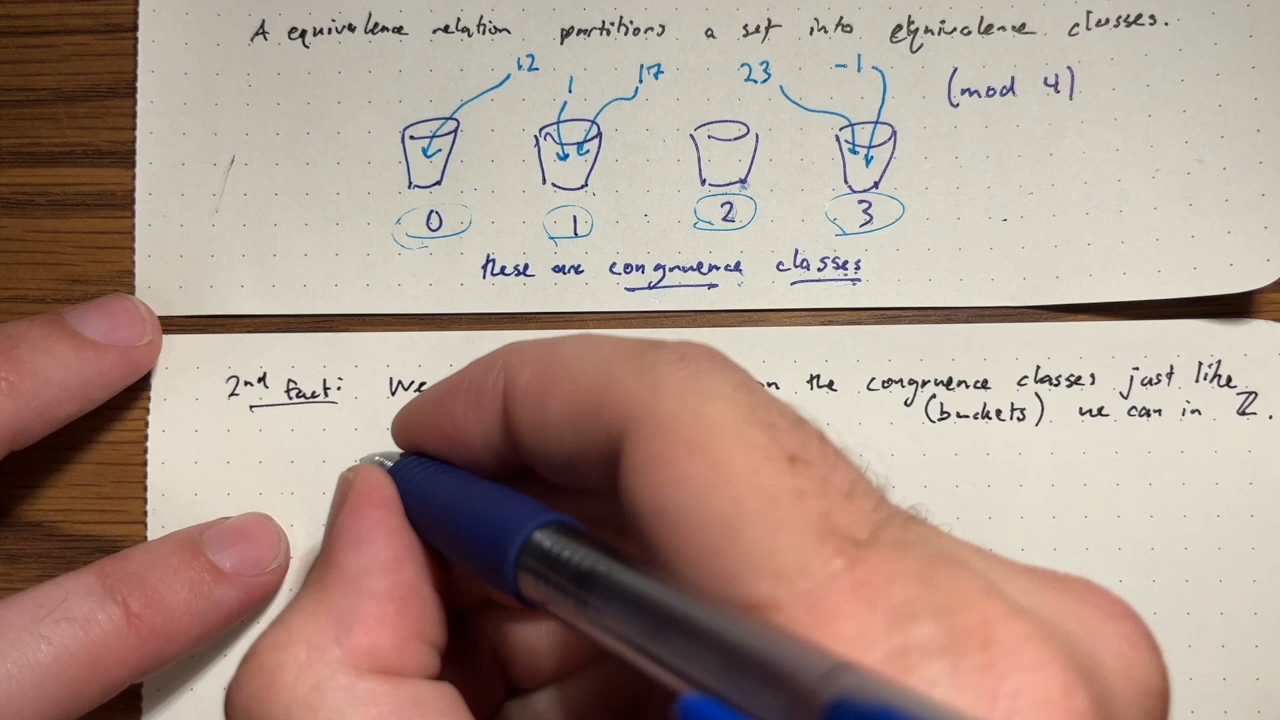 A equivalence relation partitions a set into equivalence classes.
12 1 17 23 -1 (mod 4)
0 1 2 3
these are congruence classes
2nd fact: We on the congruence classes just like
(buckets) we can in ℤ.